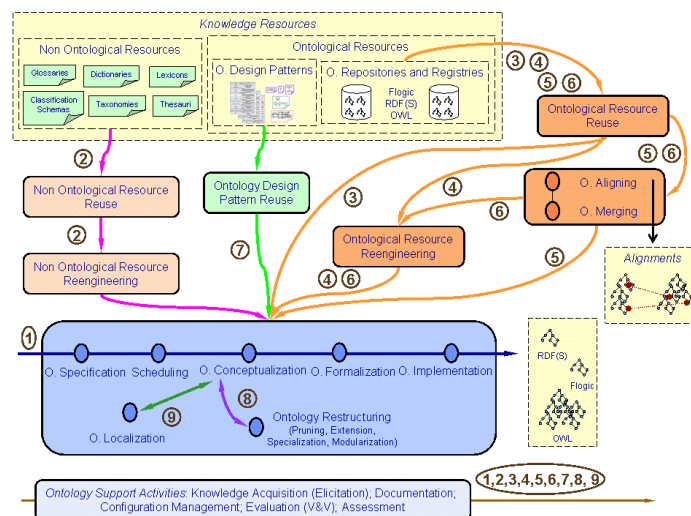 Knowledge Resources
Non Ontological Resources
Glossaries
Dictionaries
Lexicons
Classification
Schemas
Taxonomies
Thesauri
Ontological Resources
O. Design Patterns
O. Repositories and Registries
Flogic
RDF(S)
OWL
3 4
5 6
Ontological Resource
Reuse
2
Non Ontological Resource
Reuse
Ontology Design
Pattern Reuse
3
4
5 6
O. Aligning
O. Merging
6
2
7
Non Ontological Resource
Reengineering
Ontological Resource
Reengineering
4 6
5
Alignments
1
O. Specification
Scheduling
O. Conceptualization
O. Formalization
O. Implementation
9
8
O. Localization
Ontology Restructuring
(Pruning, Extension,
Specialization, Modularization)
RDF(S)
Flogic
OWL
Ontology Support Activities: Knowledge Acquisition (Elicitation); Documentation;
Configuration Management; Evaluation (V&V); Assessment
1,2,3,4,5,6,7,8, 9